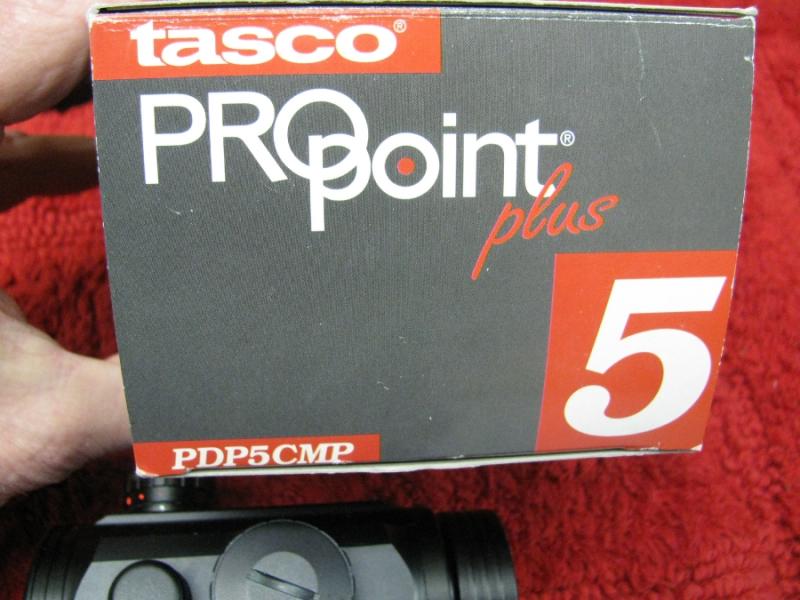 tasco®
PROpoint®
plus
5
PDP5CMP